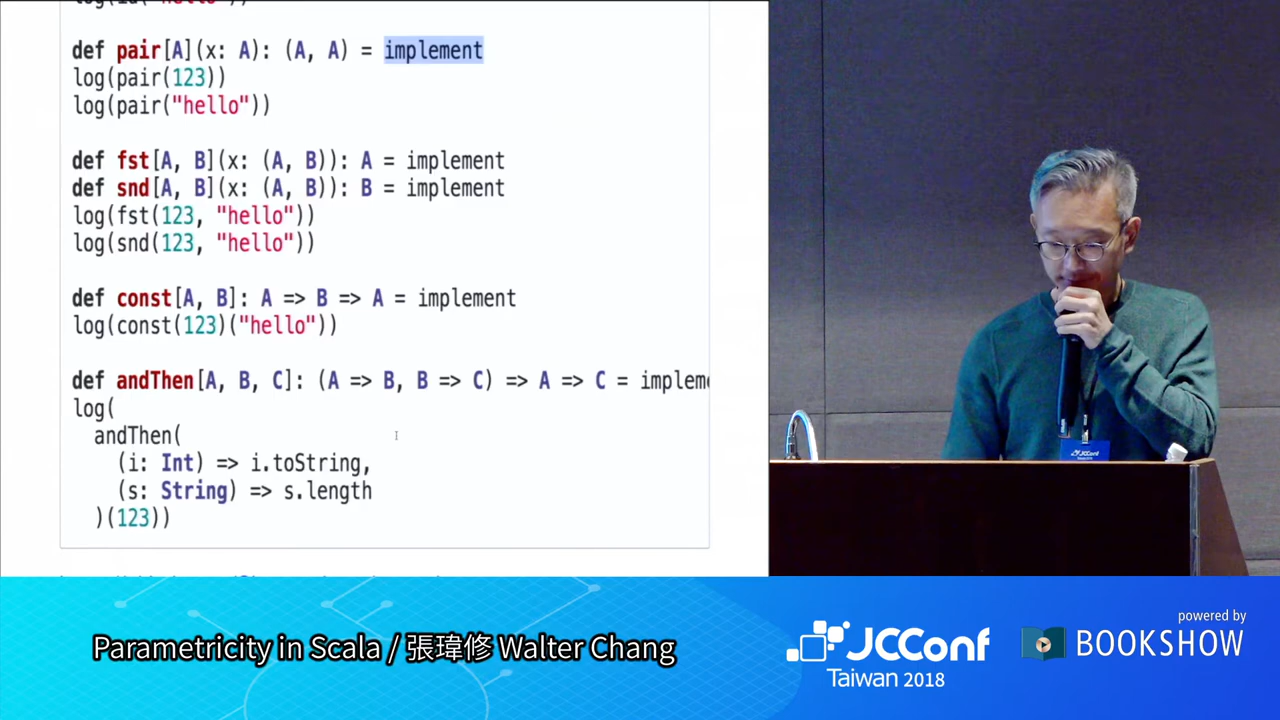 def pair[A](x: A): (A, A) = implement
log(pair(123))
log(pair("hello"))
def fst[A, B](x: (A, B)): A = implement
def snd[A, B](x: (A, B)): B = implement
log(fst(123, "hello"))
log(snd(123, "hello"))
def const[A, B]: A => B => A = implement
log(const(123)("hello"))
def andThen[A, B, C]: (A => B, B => C) => A => C = implem
log(
andThen(
(i: Int) => i.toString,
(s: String) => s.length
)(123))
JCConf
Parametricity in Scala / 張瑋修 Walter Chang
JCConf
Taiwan 2018
powered by
BOOKSHOW